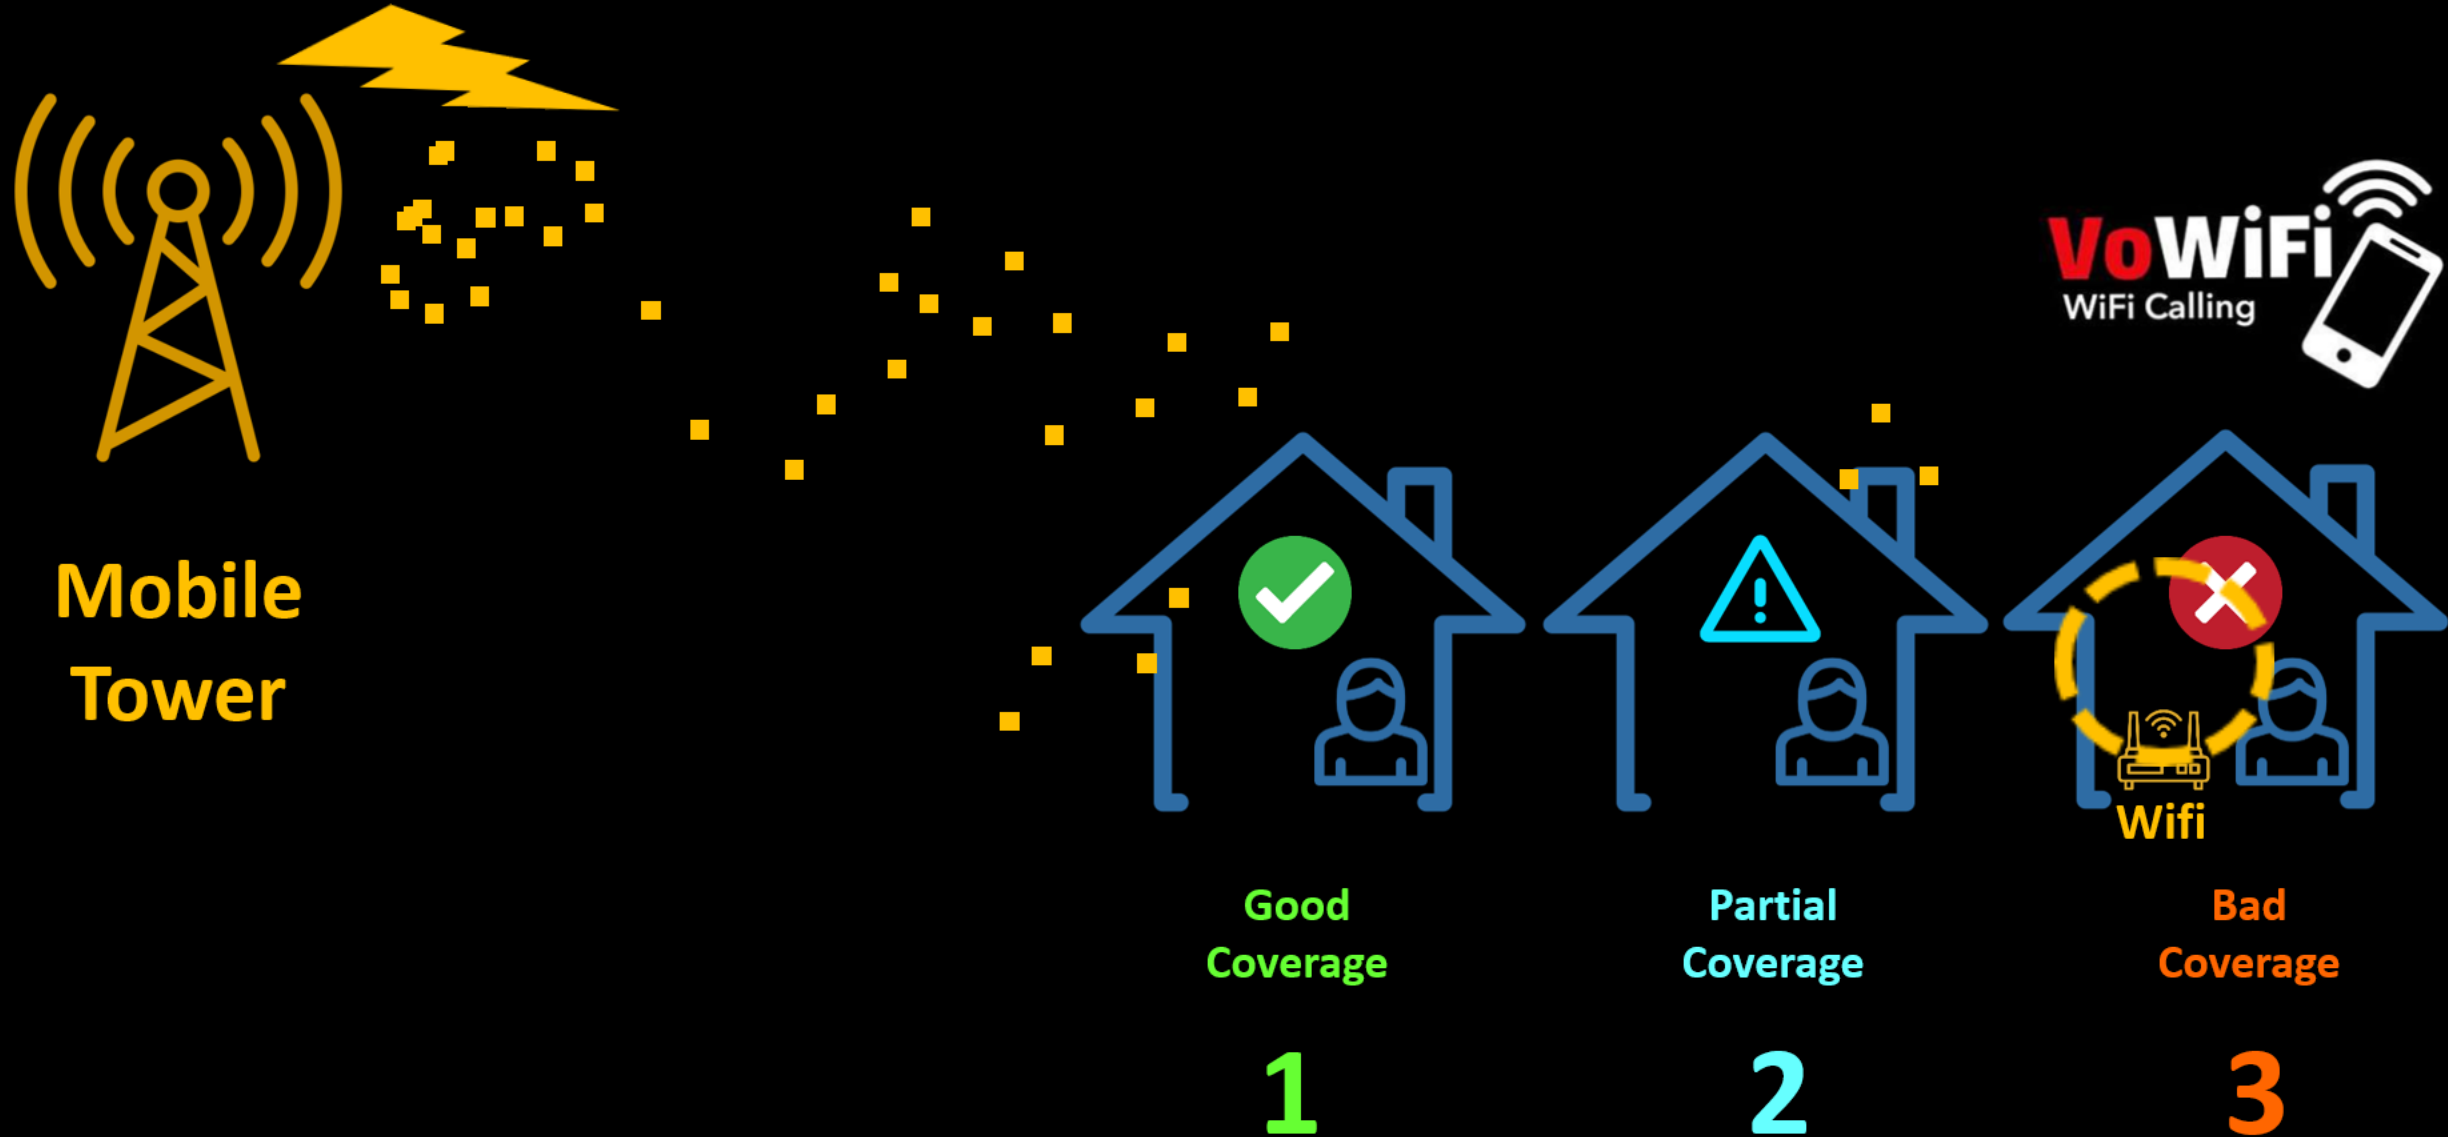 VoWiFi
WiFi Calling
Mobile
Tower
Wifi
Good
Coverage
Partial
Coverage
Bad
Coverage
1
2
3